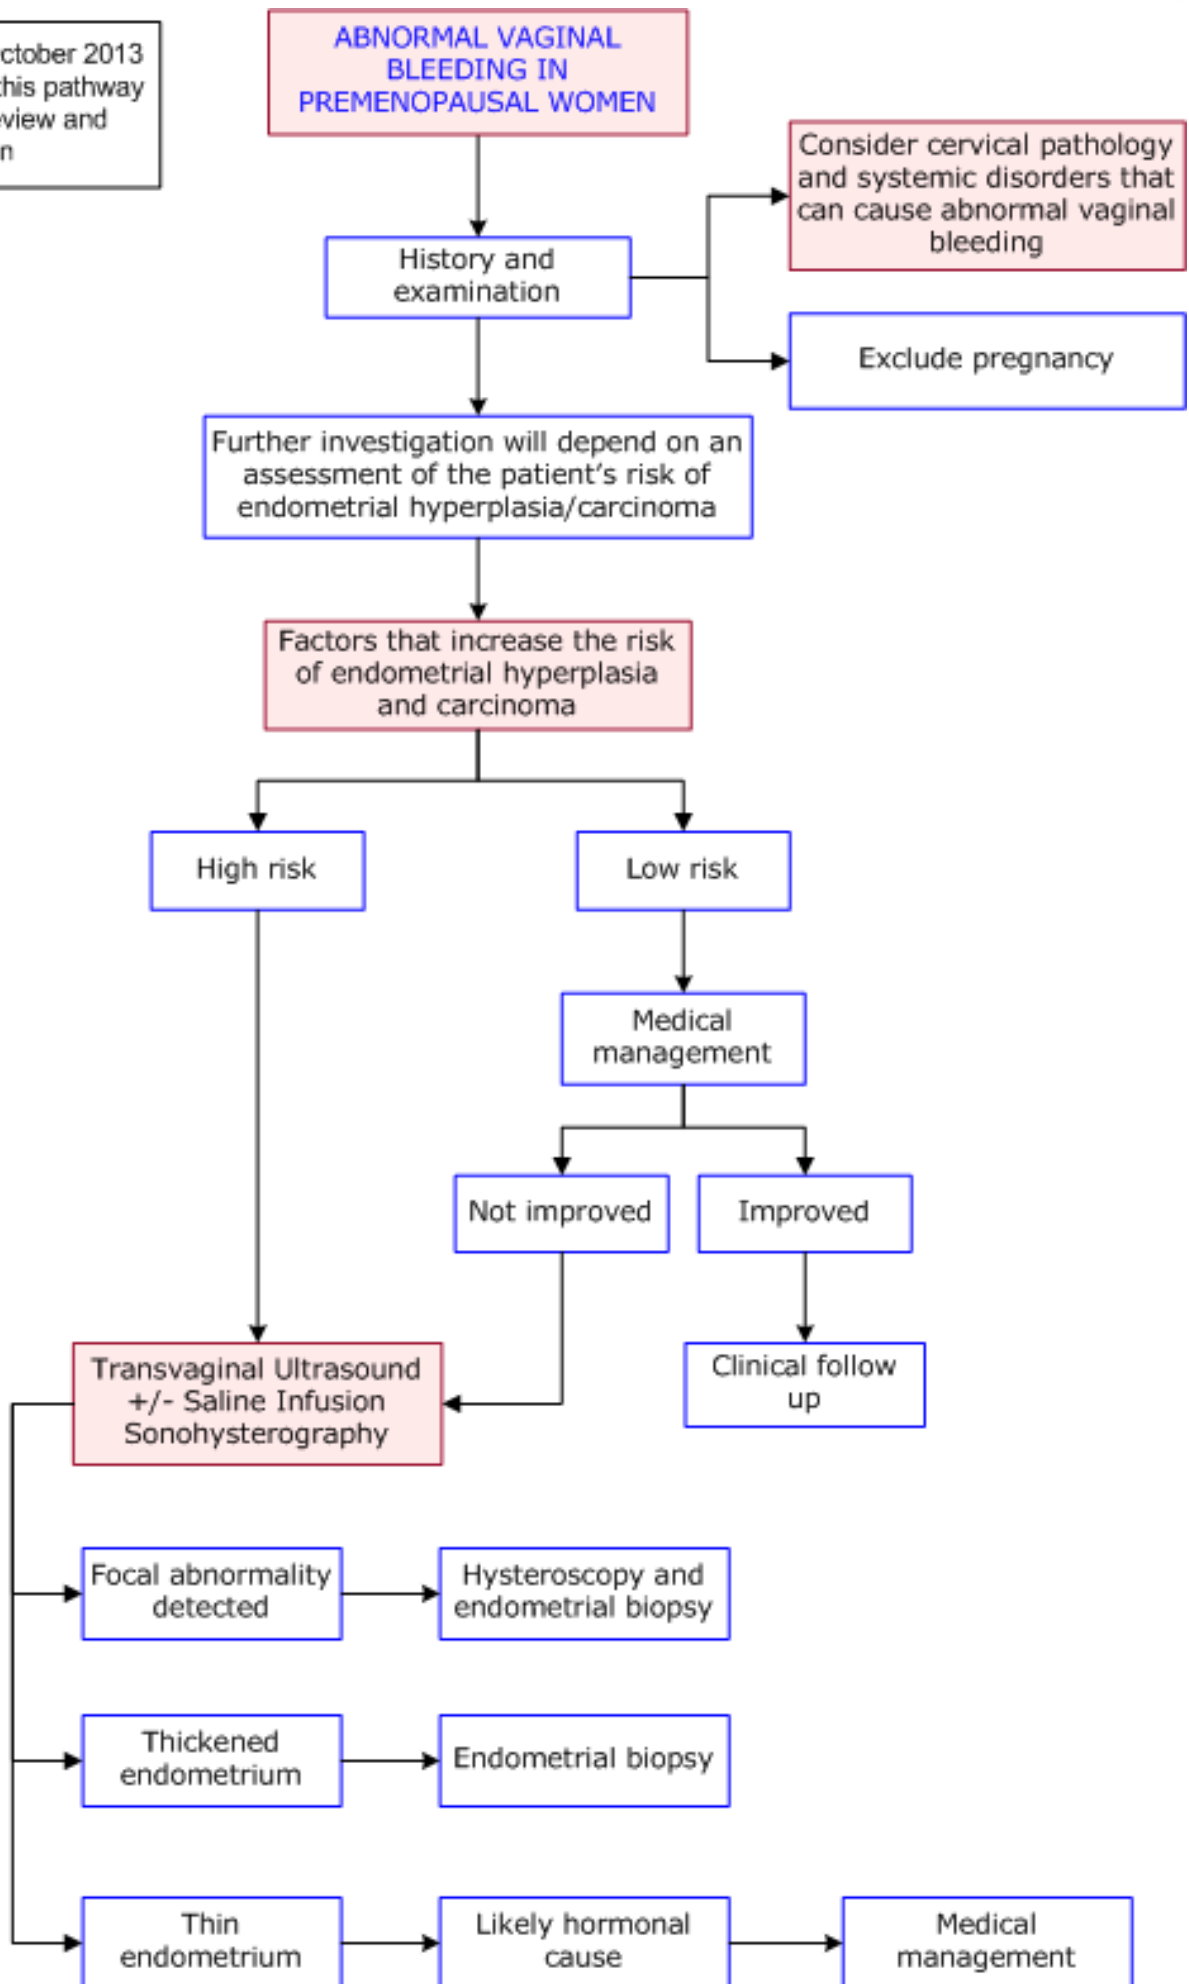 October 2013
this pathway
review and
ABNORMAL VAGINAL
BLEEDING IN
PREMENOPAUSAL WOMEN
Consider cervical pathology
and systemic disorders that
can cause abnormal vaginal
bleeding
History and
examination
Exclude pregnancy
Further investigation will depend on an
assessment of the patient's risk of
endometrial hyperplasia/carcinoma
Factors that increase the risk
of endometrial hyperplasia
and carcinoma
High risk
Low risk
Medical
management
Not improved
Improved
Transvaginal Ultrasound
+/- Saline Infusion
Sonohysterography
Clinical follow
up
Focal abnormality
detected
Hysteroscopy and
endometrial biopsy
Thickened
endometrium
Endometrial biopsy
Thin
endometrium
Likely hormonal
cause
Medical
management